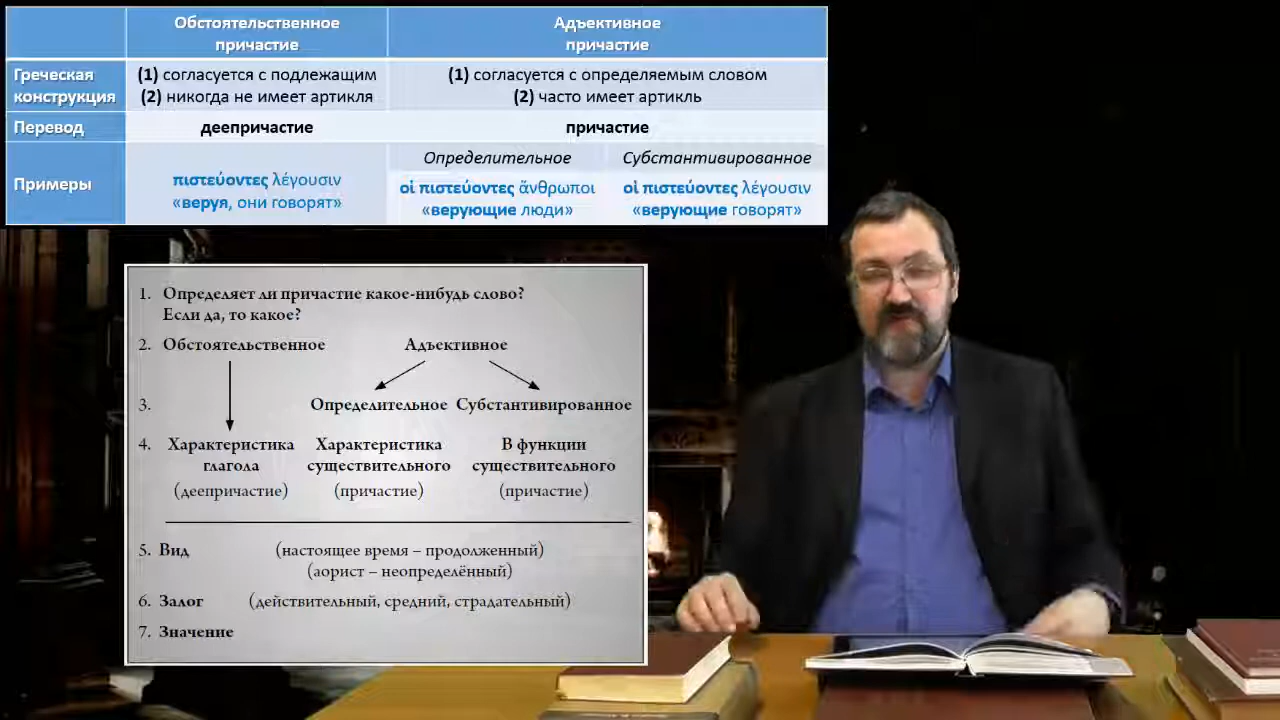 Обстоятельственное причастие
Адъективное причастие
Греческая конструкция
(1) согласуется с подлежащим
(2) никогда не имеет артикля
(1) согласуется с определяемым словом
(2) часто имеет артикль
Перевод
деепричастие
причастие
Примеры
πιστεύοντες λέγουσιν
«веруя, они говорят»
Определительное
οἱ πιστεύοντες ἄνθρωποι
«верующие люди»
Субстантивированное
οἱ πιστεύοντες λέγουσιν
«верующие говорят»
1. Определяет ли причастие какое-нибудь слово?
Если да, то какое?
2. Обстоятельственное Адъективное
3. Определительное Субстантивированное
4. Характеристика глагола
(деепричастие)
Характеристика существительного
(причастие)
В функции существительного
(причастие)
5. Вид (настоящее время – продолженный)
(аорист – неопределённый)
6. Залог (действительный, средний, страдательный)
7. Значение